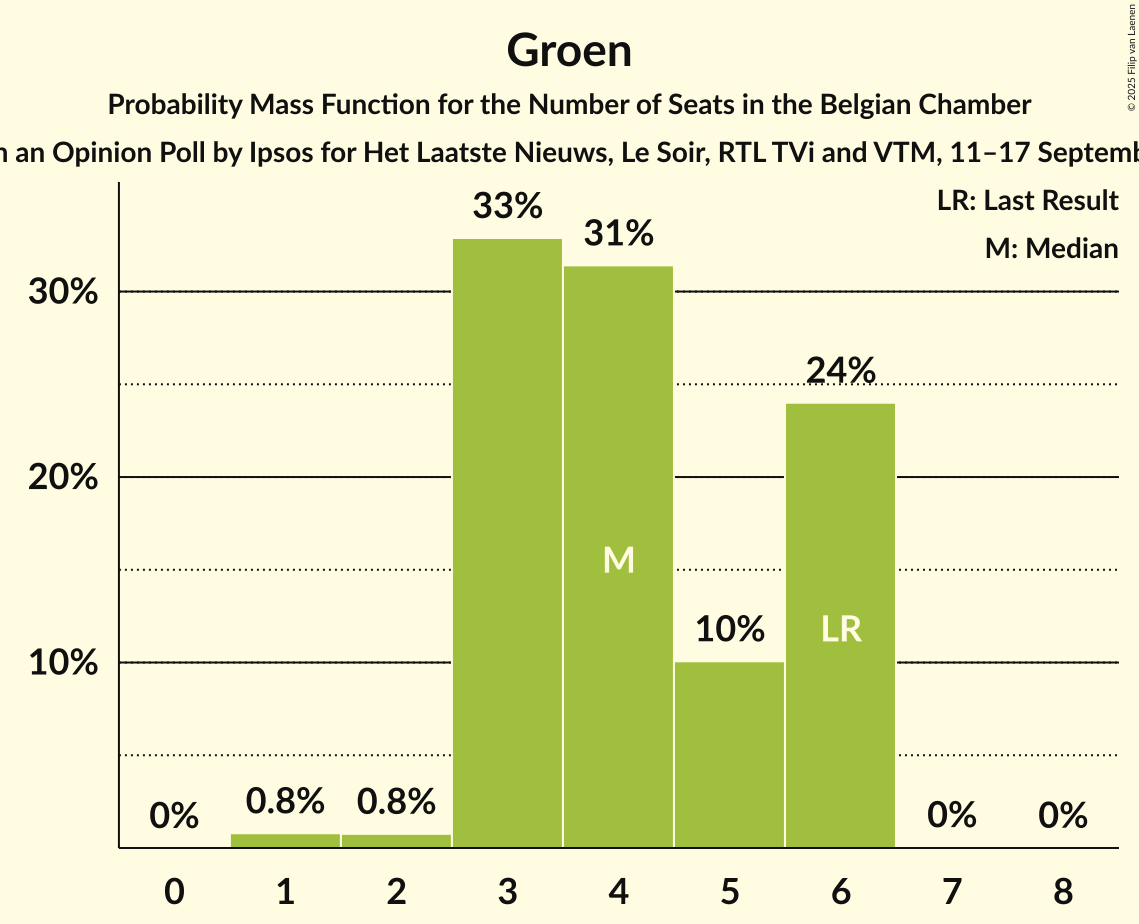 © 2025 Filip van Laenen
Groen
Probability Mass Function for the Number of Seats in the Belgian Chamber
an Opinion Poll by Ipsos for Het Laatste Nieuws, Le Soir, RTL TVi and VTM, 11–17
LR: Last Result
M: Median
33%
31%
30%
24%
20%
M
10%
LR
10%
0.8%
0.8%
0%
0%
0%
0 1 2 3 4 5 6 7 8